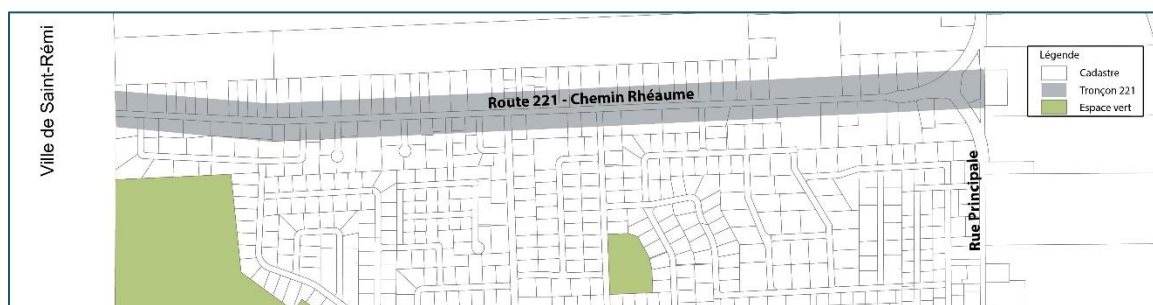 Ville de Saint-Rémi
Route 221 - Chemin Rhéaume
Rue Principale
Légende
Cadastre
Tronçon 221
Espace vert